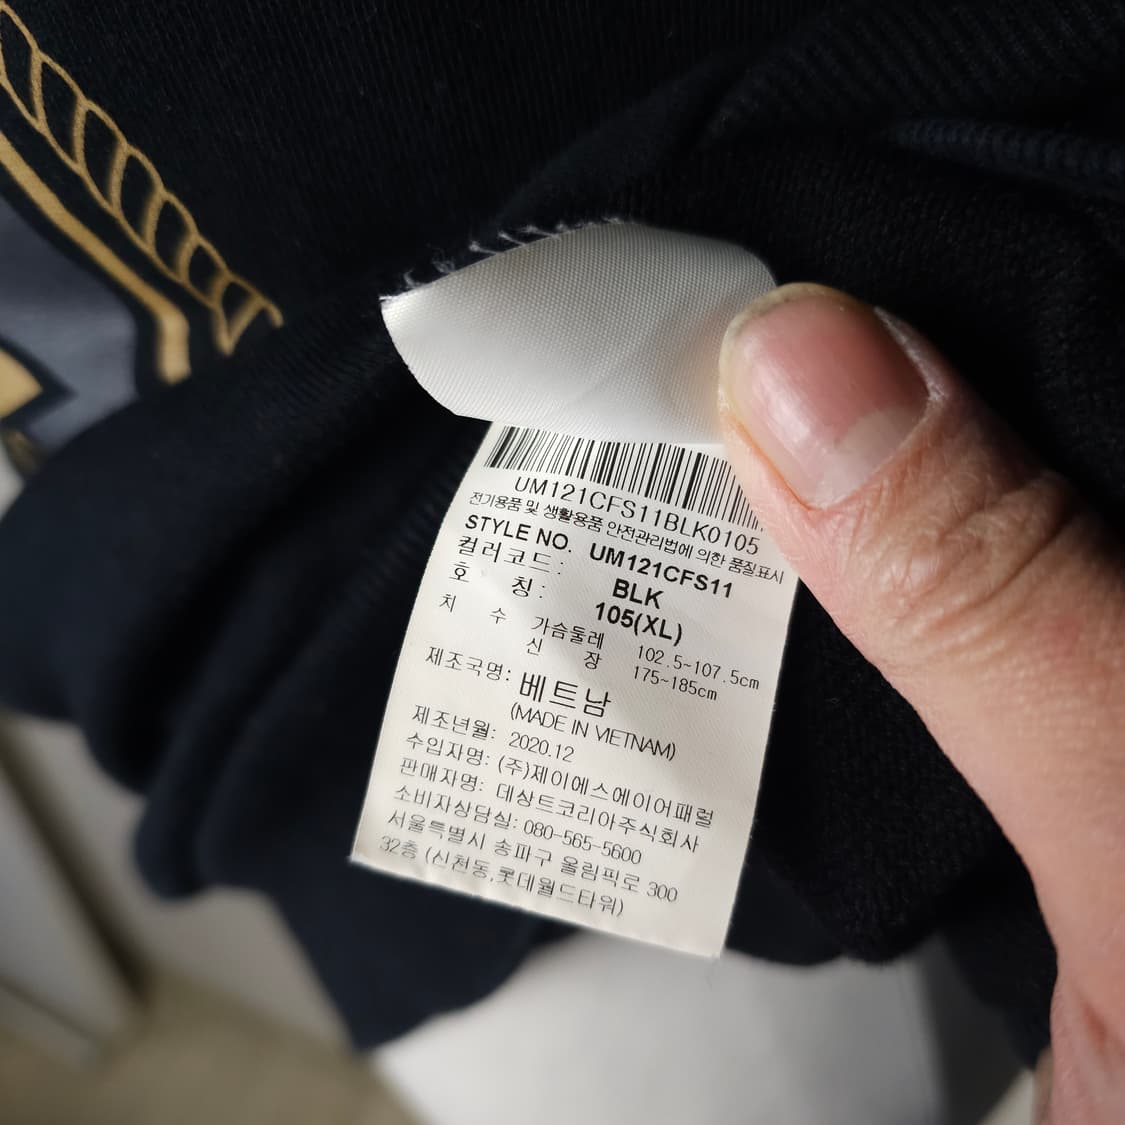 UM121CFS11BLK0105
전기용품 및 생활용품 안전관리법에 의한 품질표시
STYLE NO. UM121CFS11
컬러코드: BLK
호 칭: 105(XL)
치 수 가슴둘레 102.5~107.5cm
신 장 175~185cm
제조국명: 베트남
(MADE IN VIETNAM)
제조년월: 2020.12
수입자명: (주)제이에스에이어패럴
판매자명: 데상트코리아주식회사
소비자상담실: 080-565-5600
서울특별시 송파구 올림픽로 300
32층 (신천동,롯데월드타워)